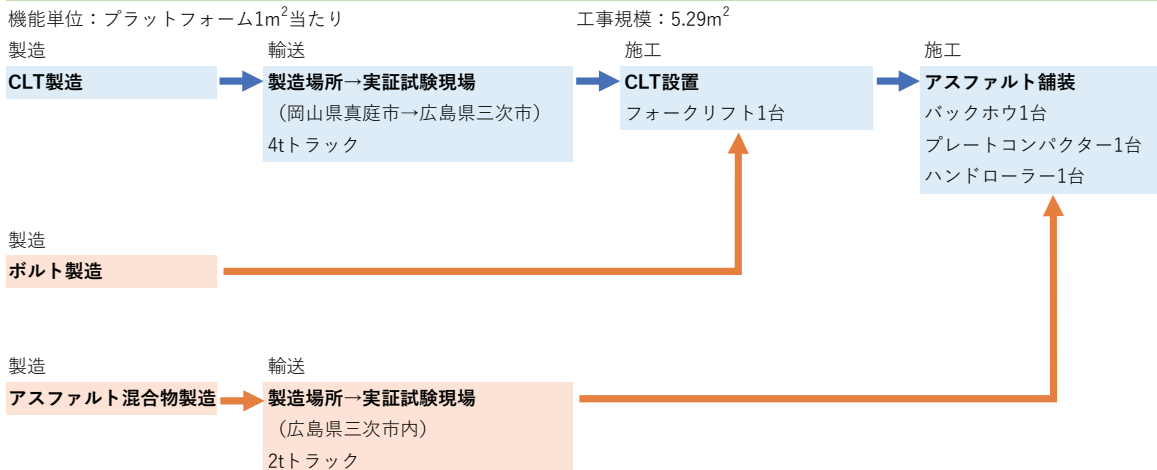 機能単位：プラットフォーム1m²当たり
工事規模：5.29m²
製造
CLT製造
輸送
製造場所→実証試験現場
（岡山県真庭市→広島県三次市）
4tトラック
施工
CLT設置
フォークリフト1台
施工
アスファルト舗装
バックホウ1台
プレートコンパクター1台
ハンドローラー1台
製造
ボルト製造
製造
アスファルト混合物製造
輸送
製造場所→実証試験現場
（広島県三次市内）
2tトラック